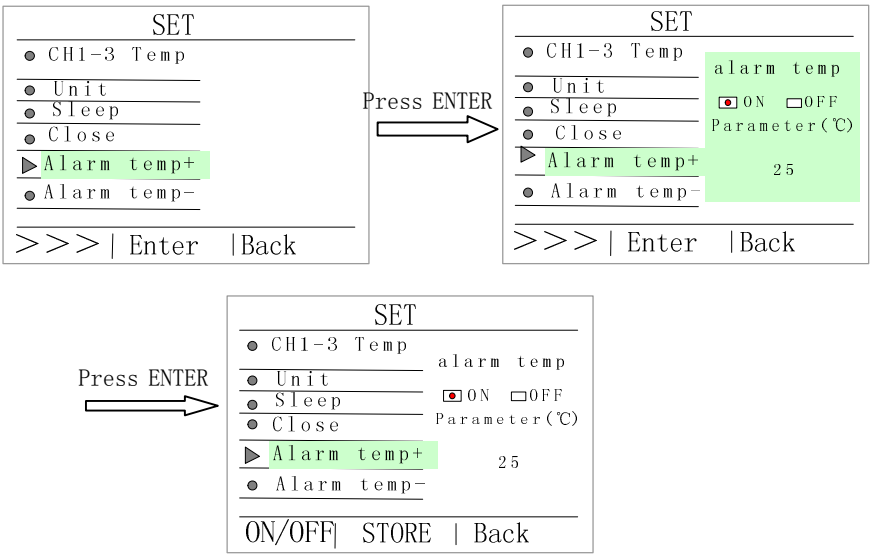 SET
CH1-3 Temp
Unit
Sleep
Close
Alarm temp+
Alarm temp-
>>>| Enter |Back
Press ENTER
SET
CH1-3 Temp
Unit
Sleep
Close
Alarm temp+
Alarm temp-
alarm temp
ON OFF
Parameter(℃)
25
>>>| Enter |Back
Press ENTER
SET
CH1-3 Temp
Unit
Sleep
Close
Alarm temp+
Alarm temp-
alarm temp
ON OFF
Parameter(℃)
25
ON/OFF| STORE | Back